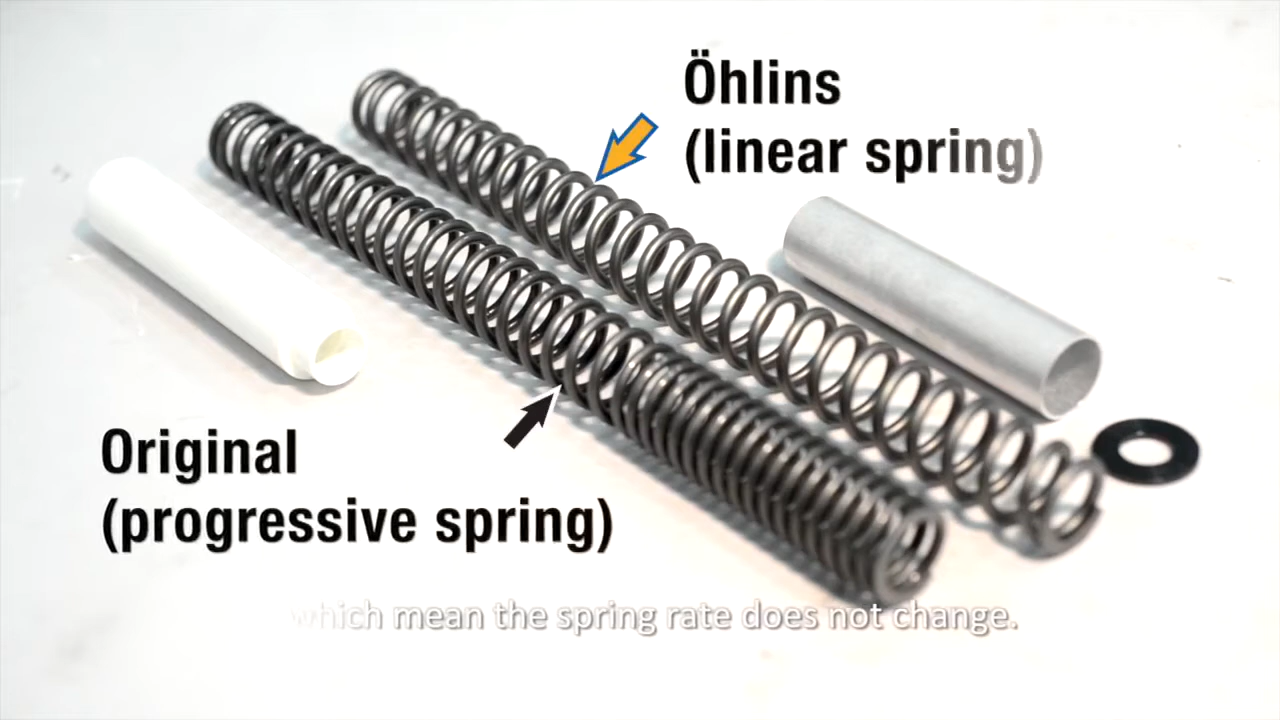 Öhlins
(linear spring)
Original
(progressive spring)
which mean the spring rate does not change.